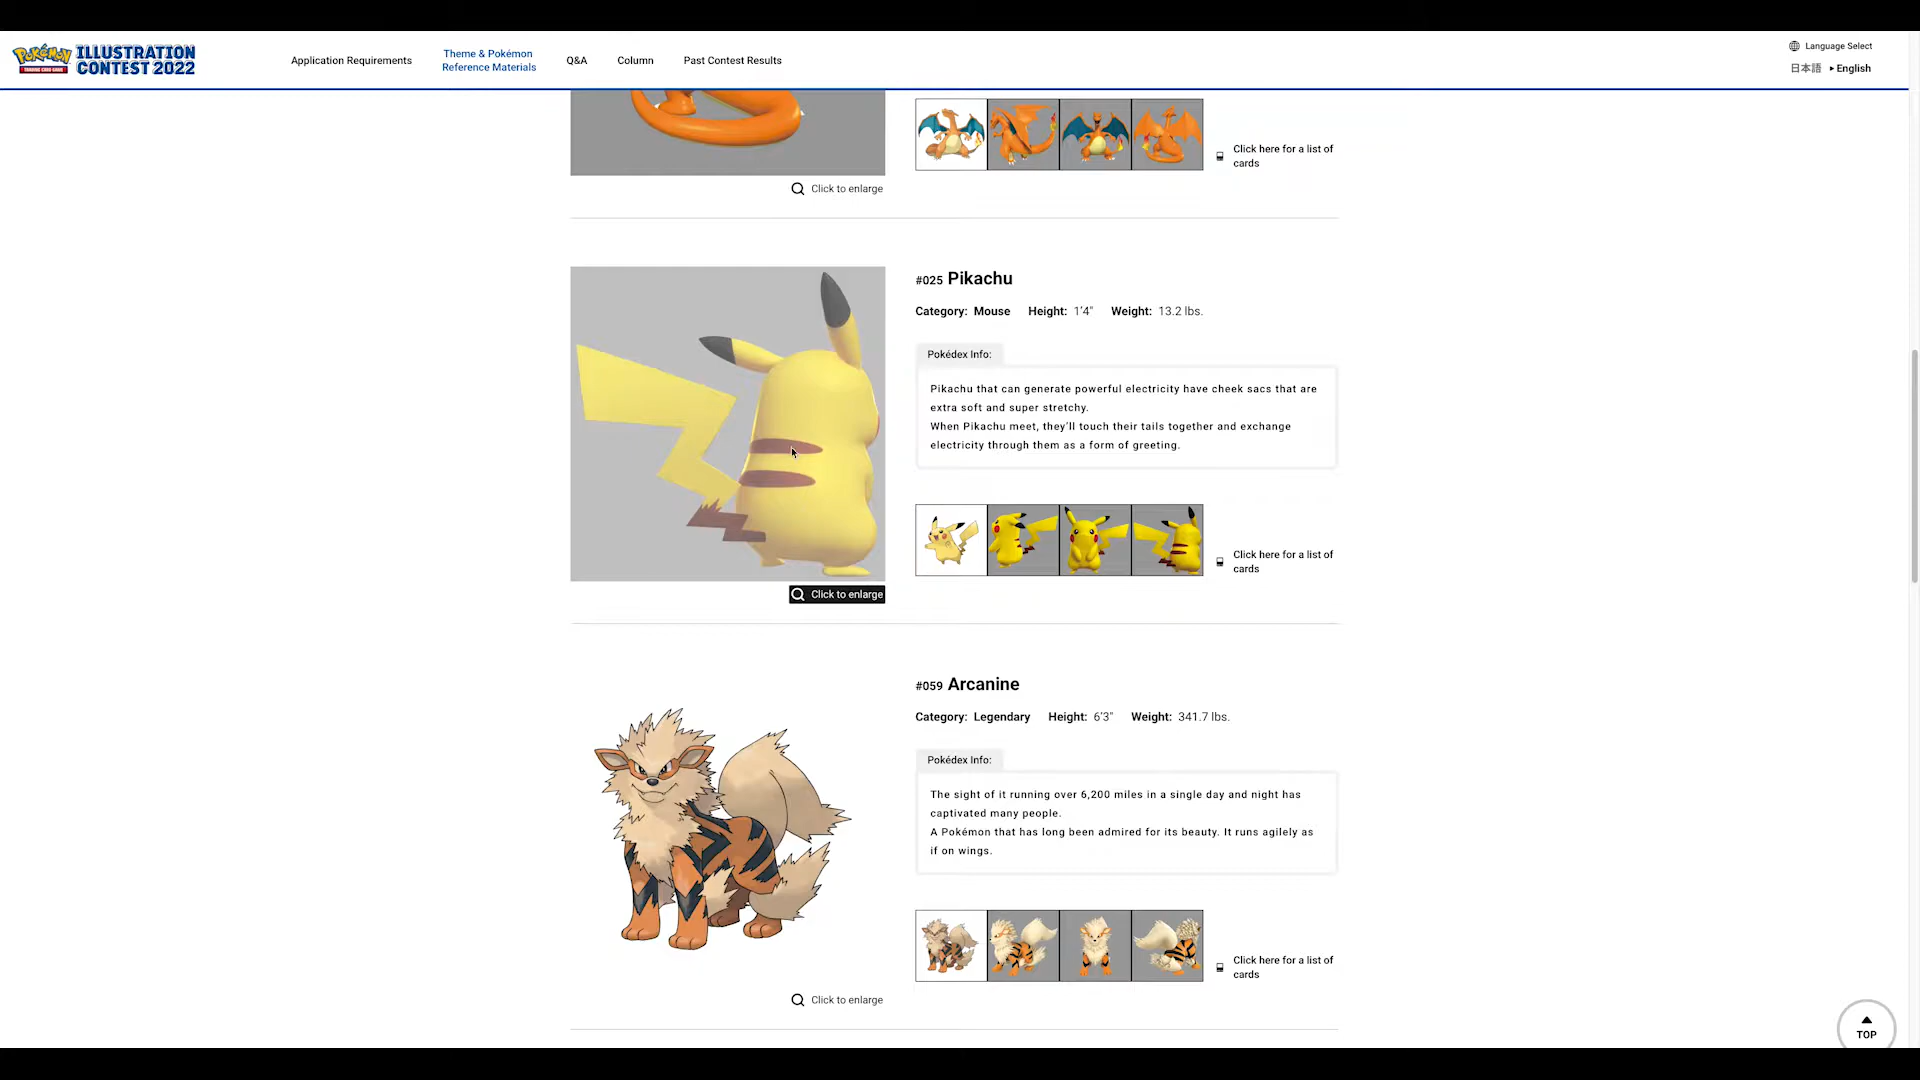 Pokémon
TRADING CARD GAME
ILLUSTRATION
CONTEST 2022
Application Requirements
Theme & Pokémon
Reference Materials
Q&A
Column
Past Contest Results
Language Select
日本語 ▸ English
Click here for a list of
cards
Click to enlarge
#025 Pikachu
Category: Mouse Height: 1'4" Weight: 13.2 lbs.
Pokédex Info:
Pikachu that can generate powerful electricity have cheek sacs that are
extra soft and super stretchy.
When Pikachu meet, they'll touch their tails together and exchange
electricity through them as a form of greeting.
Click here for a list of
cards
Click to enlarge
#059 Arcanine
Category: Legendary Height: 6'3" Weight: 341.7 lbs.
Pokédex Info:
The sight of it running over 6,200 miles in a single day and night has
captivated many people.
A Pokémon that has long been admired for its beauty. It runs agilely as
if on wings.
Click here for a list of
cards
Click to enlarge
TOP